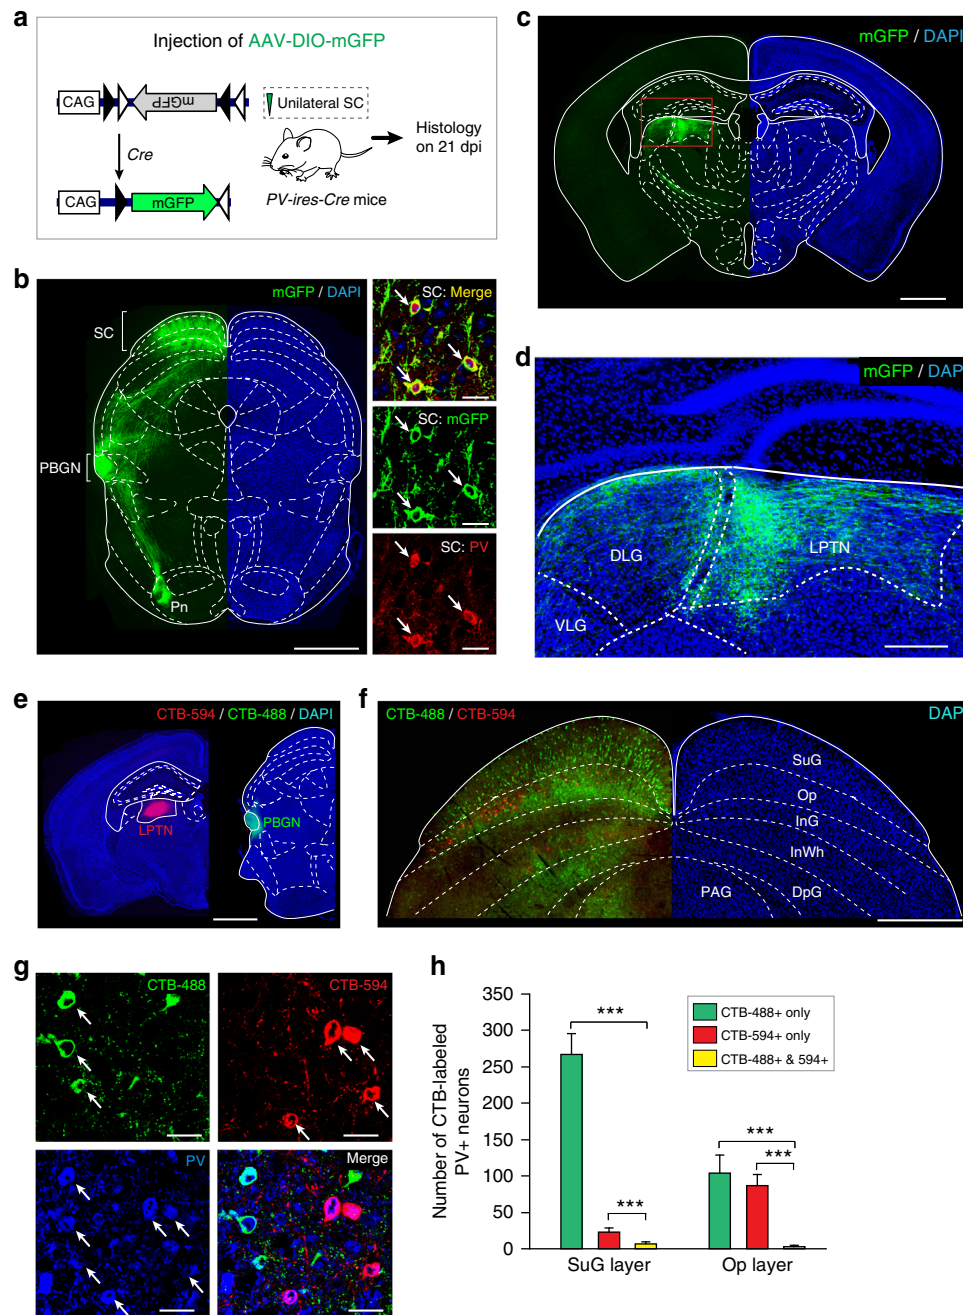 a
Injection of AAV-DIO-mGFP
CAG
mGFP
Unilateral SC
Cre
Histology
on 21 dpi
CAG
mGFP
PV-ires-Cre mice
b
mGFP / DAPI
SC
PBGN
Pn
SC: Merge
SC: mGFP
SC: PV
c
mGFP / DAPI
d
mGFP / DAPI
DLG
LPTN
VLG
e
CTB-594 / CTB-488 / DAPI
LPTN
PBGN
f
CTB-488 / CTB-594
DAPI
SuG
Op
InG
InWh
PAG
DpG
g
CTB-488
CTB-594
PV
Merge
h
Number of CTB-labeled
PV+ neurons
350
300
250
200
150
100
50
0
***
***
***
***
CTB-488+ only
CTB-594+ only
CTB-488+ & 594+
SuG layer
Op layer